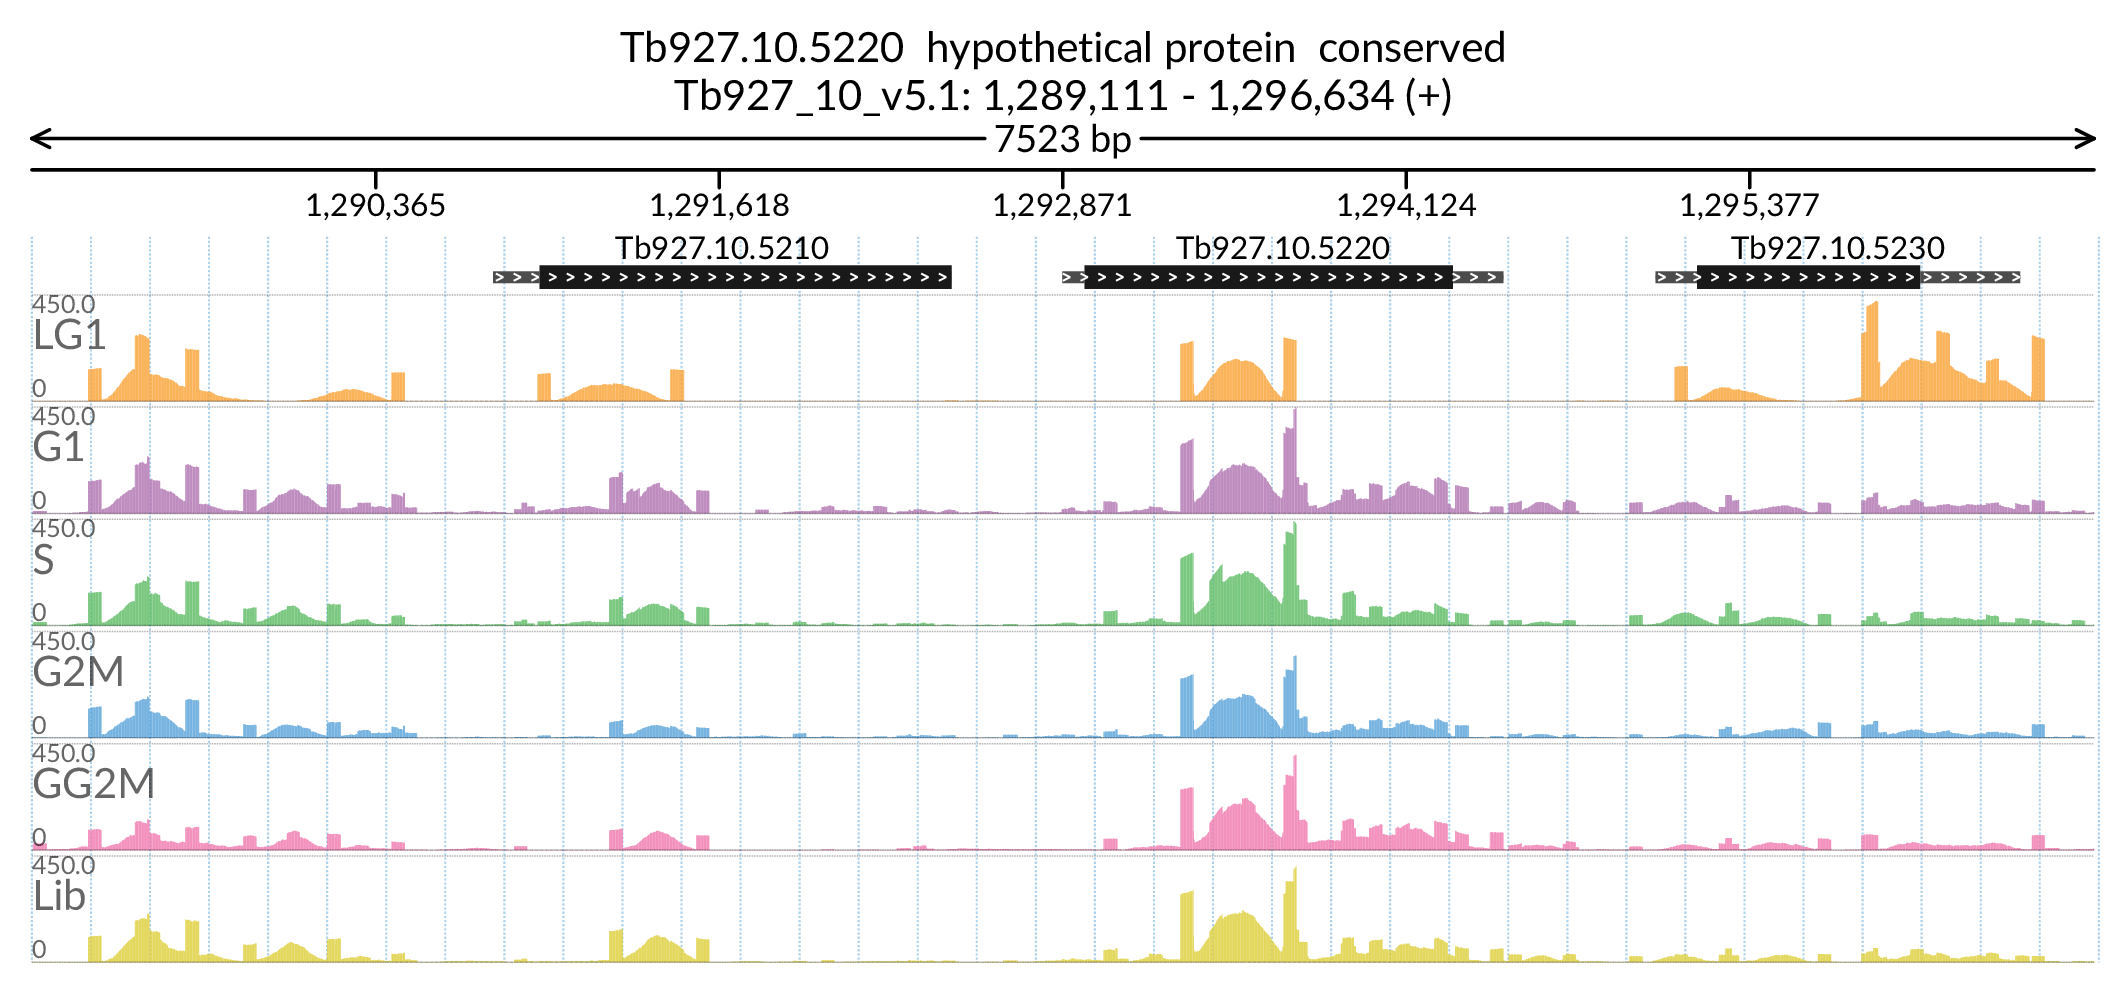 Tb927.10.5220  hypothetical protein  conserved
Tb927_10_v5.1: 1,289,111 - 1,296,634 (+)
7523 bp
1,290,365 1,291,618 1,292,871 1,294,124 1,295,377
Tb927.10.5210 Tb927.10.5220 Tb927.10.5230
450.0
LG1
0
450.0
G1
0
450.0
S
0
450.0
G2M
0
450.0
GG2M
0
450.0
Lib
0